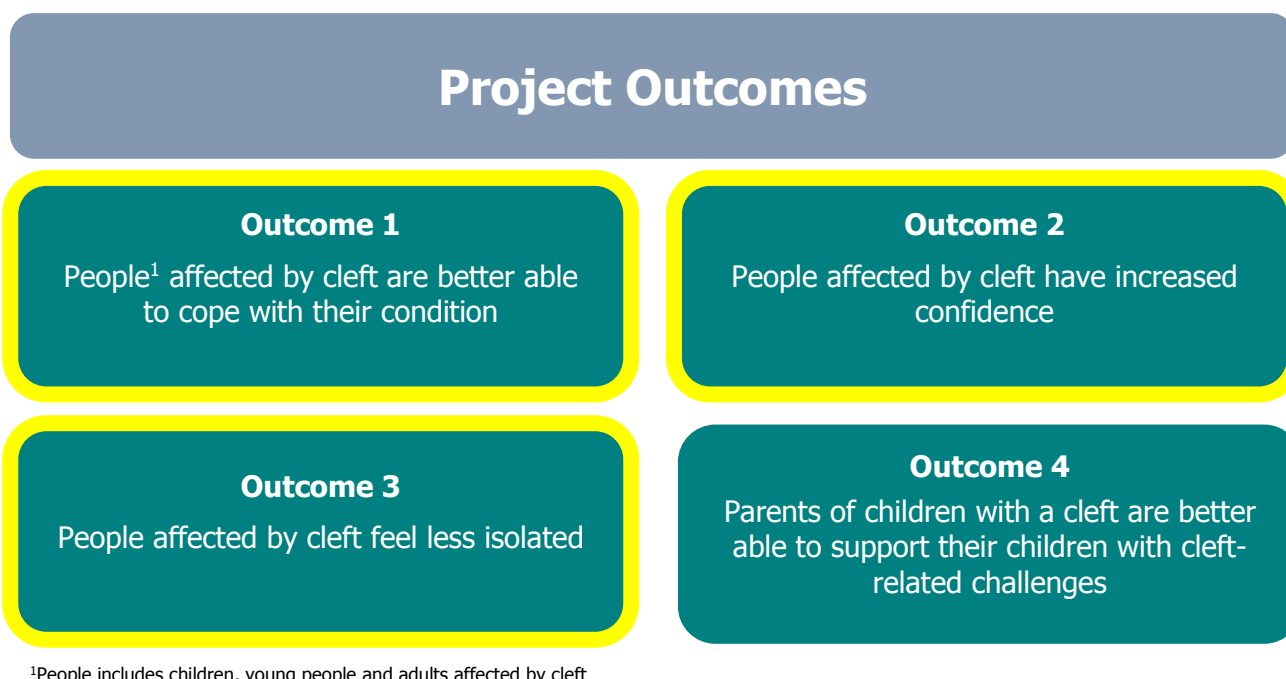 Project Outcomes
Outcome 1
People¹ affected by cleft are better able
to cope with their condition
Outcome 2
People affected by cleft have increased
confidence
Outcome 3
People affected by cleft feel less isolated
Outcome 4
Parents of children with a cleft are better
able to support their children with cleft-
related challenges
¹People includes children, young people and adults affected by cleft